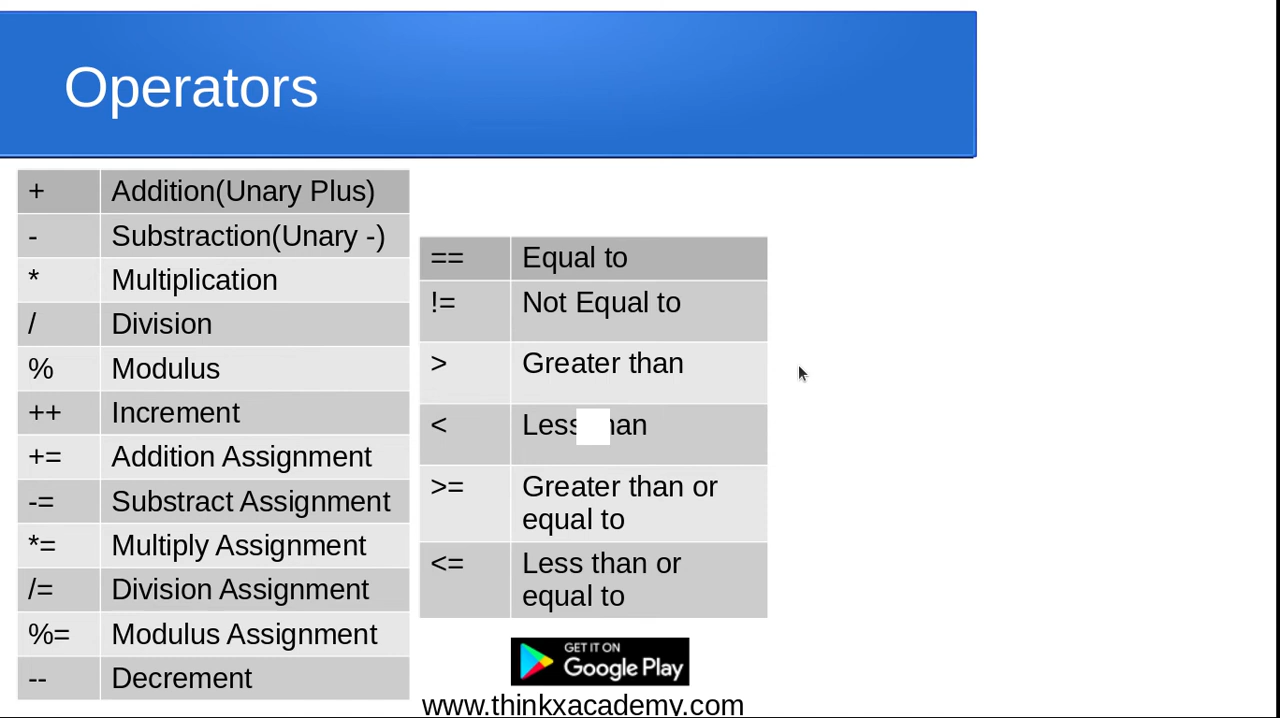 Operators
+ Addition(Unary Plus)
- Substraction(Unary -)
* Multiplication
/ Division
% Modulus
++ Increment
+= Addition Assignment
-= Substract Assignment
*= Multiply Assignment
/= Division Assignment
%= Modulus Assignment
-- Decrement
== Equal to
!= Not Equal to
> Greater than
< Less
>= Greater than or
equal to
<= Less than or
equal to
GET IT ON
Google Play
www.thinkxacademy.com